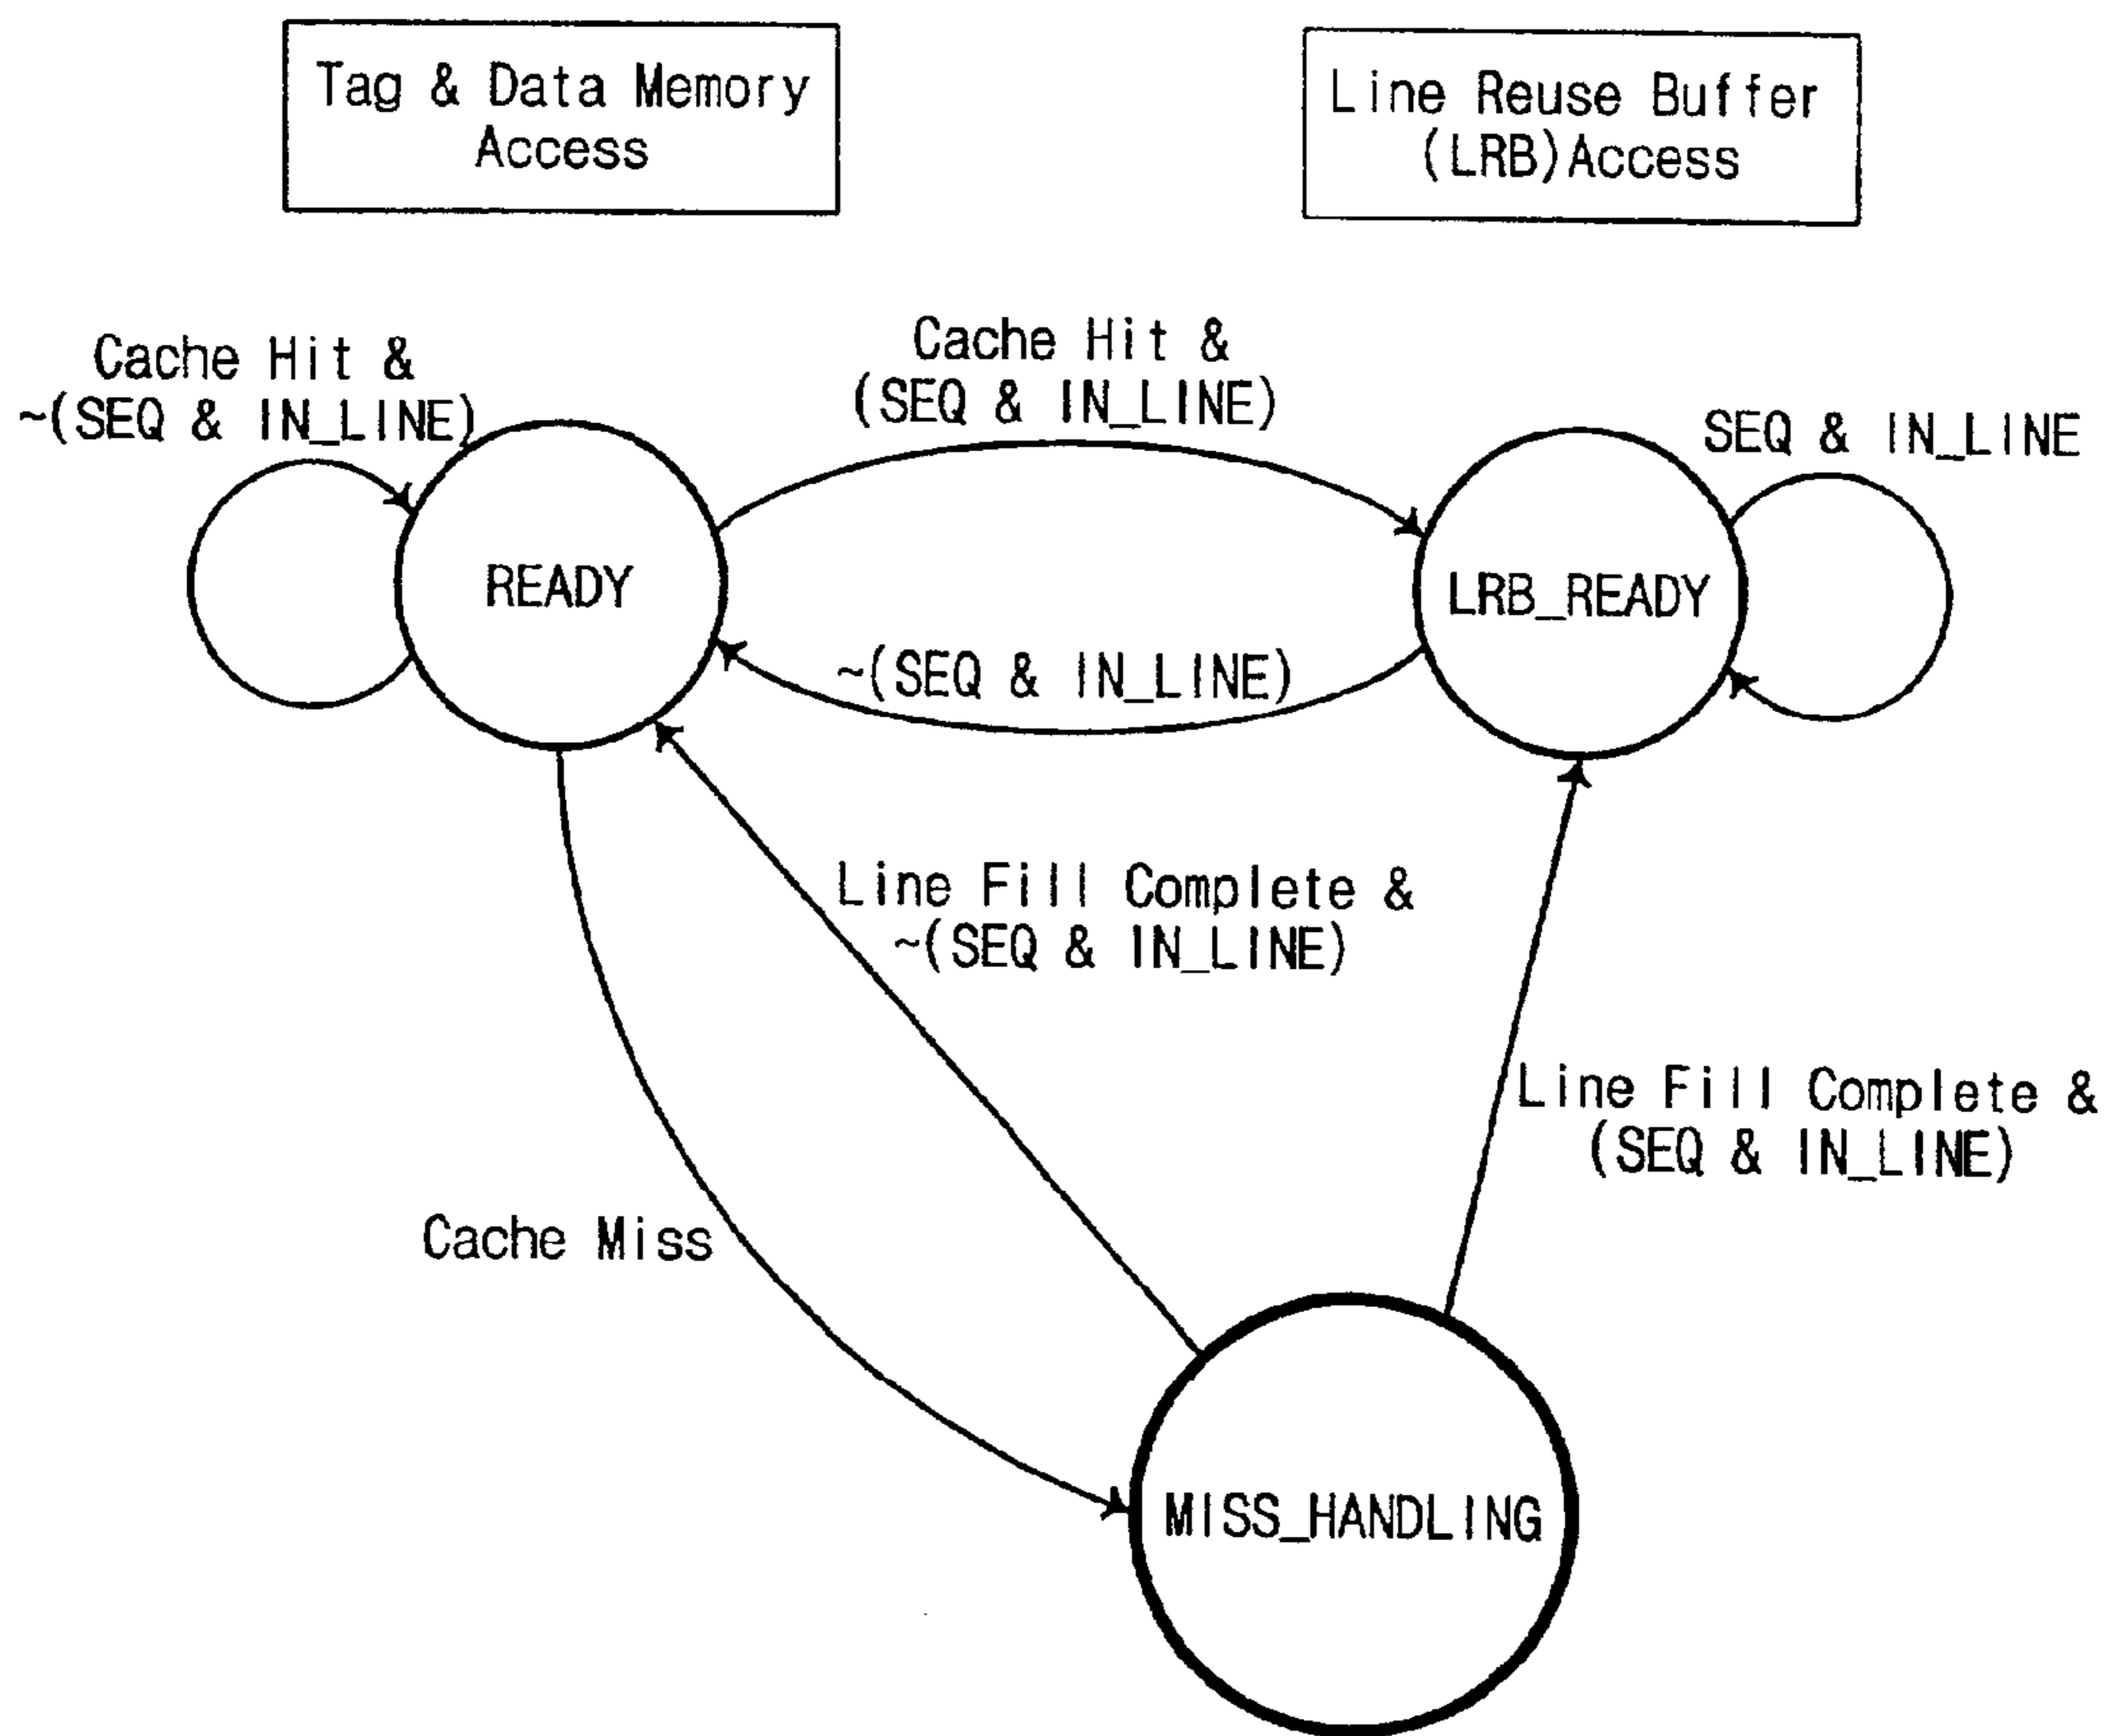 Tag & Data Memory
Access
Line Reuse Buffer
(LRB)Access
Cache Hit &
~(SEQ & IN_LINE)
Cache Hit &
(SEQ & IN_LINE)
SEQ & IN_LINE
READY
LRB_READY
~(SEQ & IN_LINE)
Line Fill Complete &
~(SEQ & IN_LINE)
Line Fill Complete &
(SEQ & IN_LINE)
Cache Miss
MISS_HANDLING